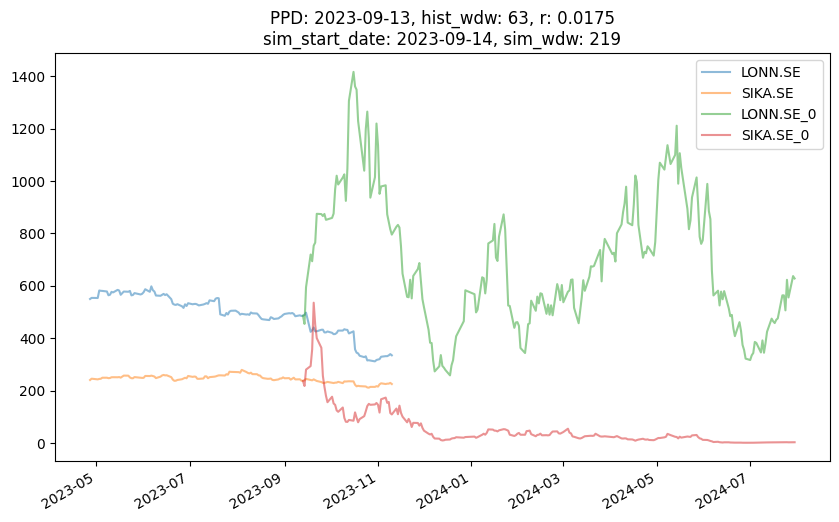 PPD: 2023-09-13, hist_wdw: 63, r: 0.0175
sim_start_date: 2023-09-14, sim_wdw: 219
LONN.SE
SIKA.SE
LONN.SE_0
SIKA.SE_0
1400
1200
1000
800
600
400
200
0
2023-05
2023-07
2023-09
2023-11
2024-01
2024-03
2024-05
2024-07